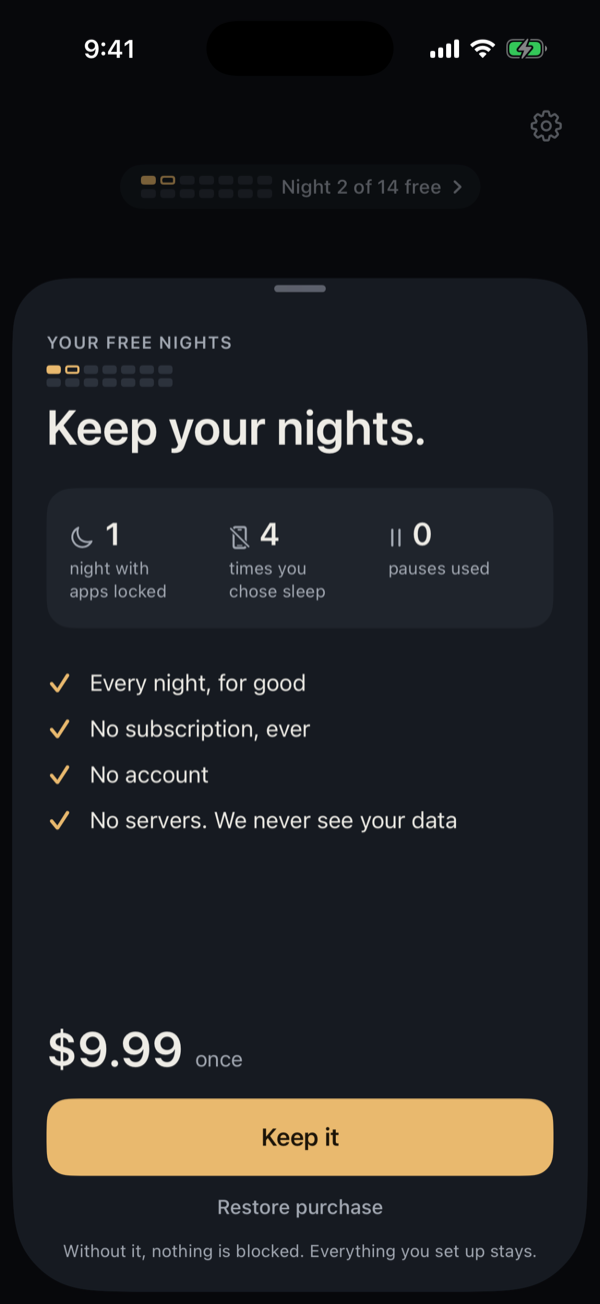 9:41
Night 2 of 14 free
YOUR FREE NIGHTS
Keep your nights.
1
night with
apps locked
4
times you
chose sleep
0
pauses used
Every night, for good
No subscription, ever
No account
No servers. We never see your data
$9.99 once
Keep it
Restore purchase
Without it, nothing is blocked. Everything you set up stays.